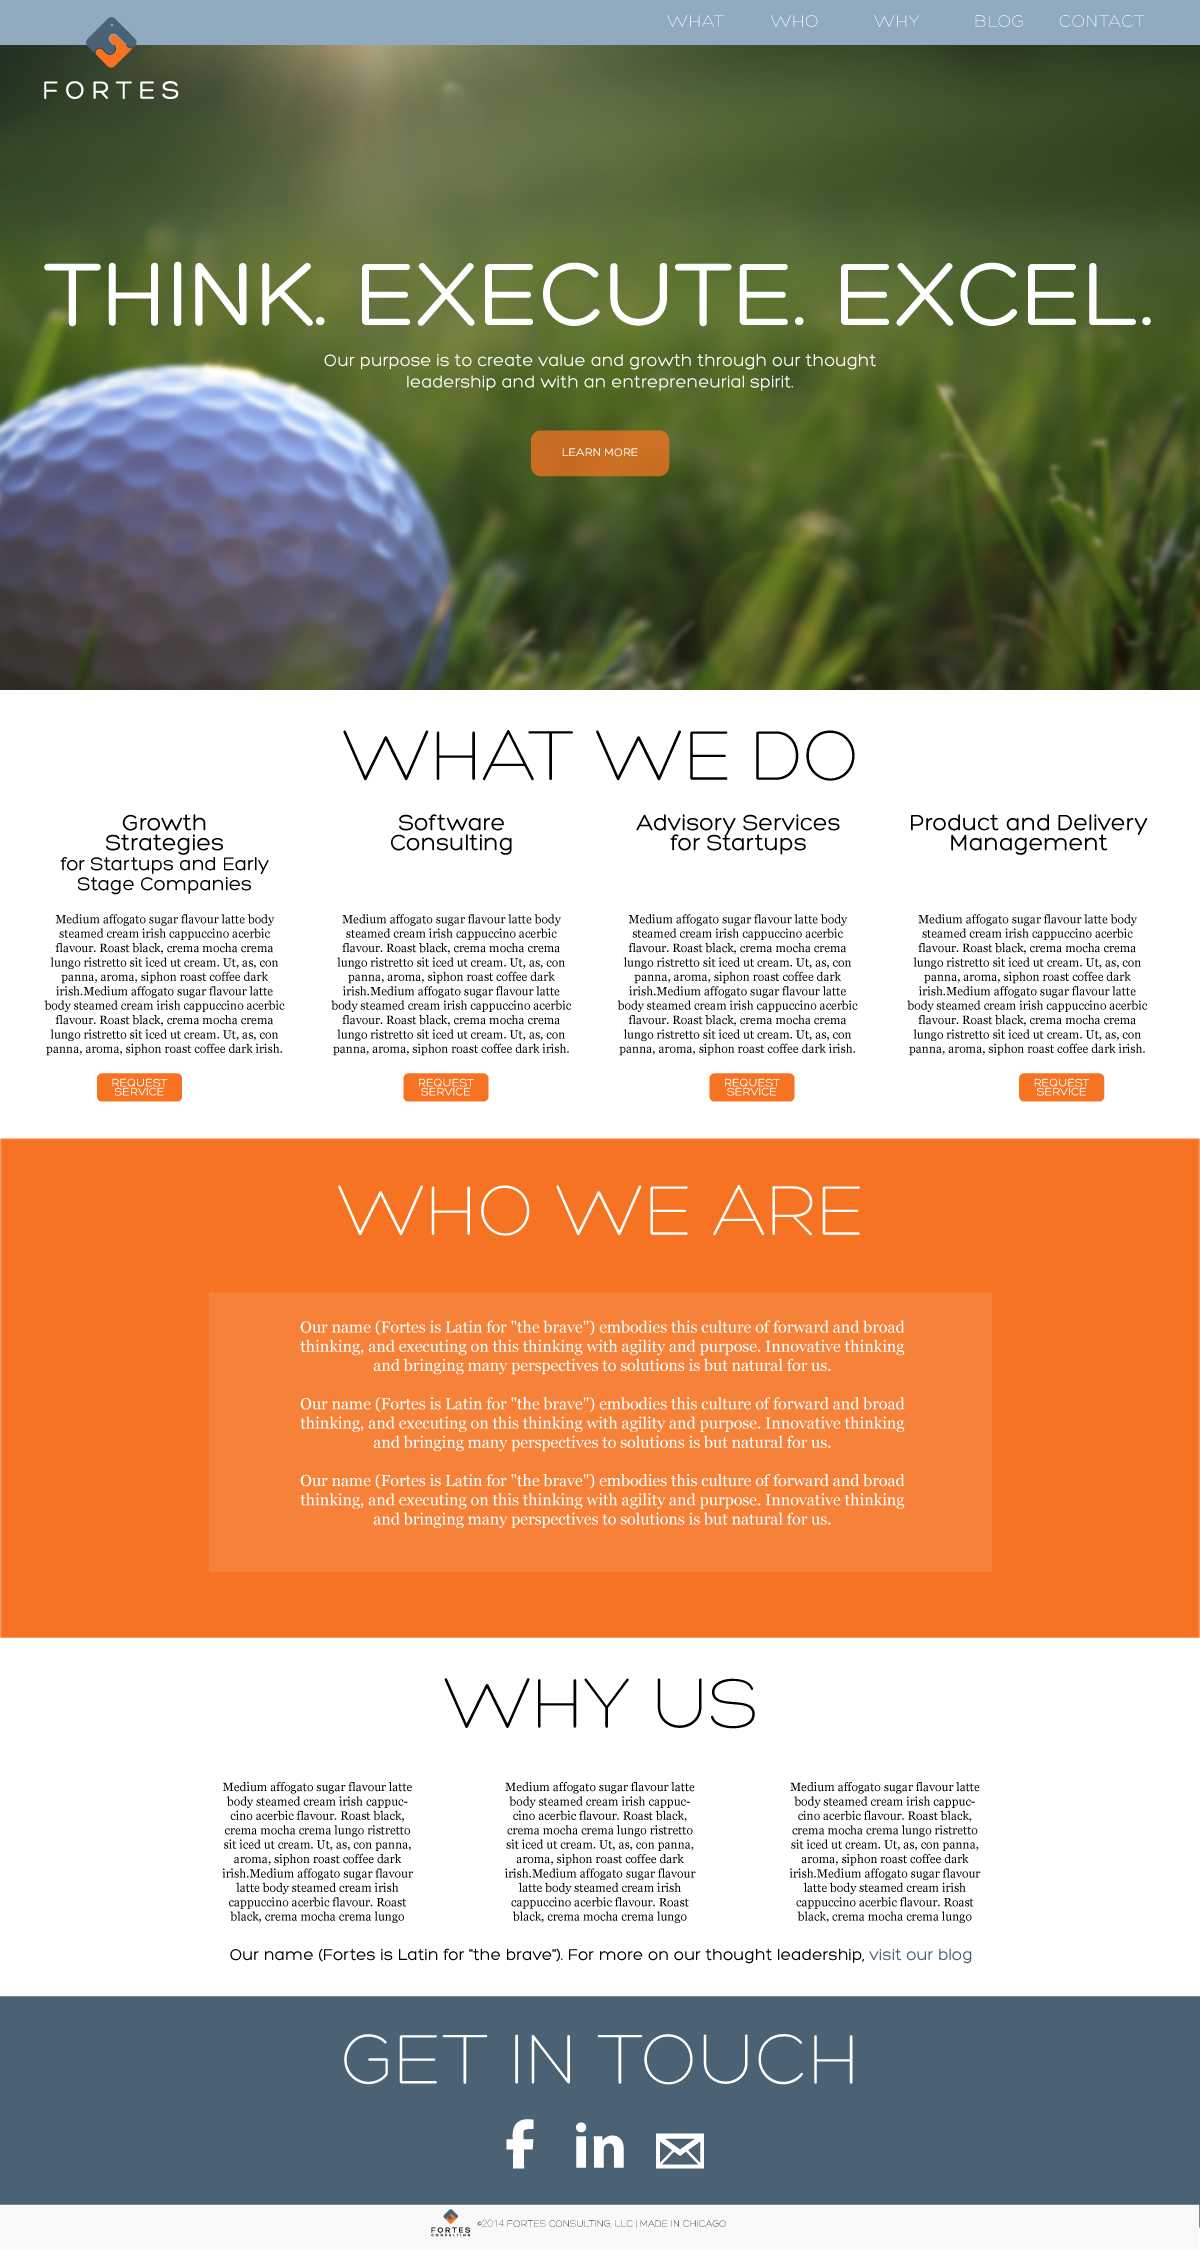 WHAT WHO WHY BLOG CONTACT
FORTES
THINK. EXECUTE. EXCEL.
Our purpose is to create value and growth through our thought
leadership and with an entrepreneurial spirit.
LEARN MORE
WHAT WE DO
Growth
Strategies
for Startups and Early
Stage Companies
Medium affogato sugar flavour latte body
steamed cream irish cappuccino acerbic
flavour. Roast black, crema mocha crema
lungo ristretto sit iced ut cream. Ut, as, con
panna, aroma, siphon roast coffee dark
irish.Medium affogato sugar flavour latte
body steamed cream irish cappuccino acerbic
flavour. Roast black, crema mocha crema
lungo ristretto sit iced ut cream. Ut, as, con
panna, aroma, siphon roast coffee dark irish.
REQUEST
SERVICE
Software
Consulting
Medium affogato sugar flavour latte body
steamed cream irish cappuccino acerbic
flavour. Roast black, crema mocha crema
lungo ristretto sit iced ut cream. Ut, as, con
panna, aroma, siphon roast coffee dark
irish.Medium affogato sugar flavour latte
body steamed cream irish cappuccino acerbic
flavour. Roast black, crema mocha crema
lungo ristretto sit iced ut cream. Ut, as, con
panna, aroma, siphon roast coffee dark irish.
REQUEST
SERVICE
Advisory Services
for Startups
Medium affogato sugar flavour latte body
steamed cream irish cappuccino acerbic
flavour. Roast black, crema mocha crema
lungo ristretto sit iced ut cream. Ut, as, con
panna, aroma, siphon roast coffee dark
irish.Medium affogato sugar flavour latte
body steamed cream irish cappuccino acerbic
flavour. Roast black, crema mocha crema
lungo ristretto sit iced ut cream. Ut, as, con
panna, aroma, siphon roast coffee dark irish.
REQUEST
SERVICE
Product and Delivery
Management
Medium affogato sugar flavour latte body
steamed cream irish cappuccino acerbic
flavour. Roast black, crema mocha crema
lungo ristretto sit iced ut cream. Ut, as, con
panna, aroma, siphon roast coffee dark
irish.Medium affogato sugar flavour latte
body steamed cream irish cappuccino acerbic
flavour. Roast black, crema mocha crema
lungo ristretto sit iced ut cream. Ut, as, con
panna, aroma, siphon roast coffee dark irish.
REQUEST
SERVICE
WHO WE ARE
Our name (Fortes is Latin for "the brave") embodies this culture of forward and broad
thinking, and executing on this thinking with agility and purpose. Innovative thinking
and bringing many perspectives to solutions is but natural for us.
Our name (Fortes is Latin for "the brave") embodies this culture of forward and broad
thinking, and executing on this thinking with agility and purpose. Innovative thinking
and bringing many perspectives to solutions is but natural for us.
Our name (Fortes is Latin for "the brave") embodies this culture of forward and broad
thinking, and executing on this thinking with agility and purpose. Innovative thinking
and bringing many perspectives to solutions is but natural for us.
WHY US
Medium affogato sugar flavour latte
body steamed cream irish cappuc-
cino acerbic flavour. Roast black,
crema mocha crema lungo ristretto
sit iced ut cream. Ut, as, con panna,
aroma, siphon roast coffee dark
irish.Medium affogato sugar flavour
latte body steamed cream irish
cappuccino acerbic flavour. Roast
black, crema mocha crema lungo
Medium affogato sugar flavour latte
body steamed cream irish cappuc-
cino acerbic flavour. Roast black,
crema mocha crema lungo ristretto
sit iced ut cream. Ut, as, con panna,
aroma, siphon roast coffee dark
irish.Medium affogato sugar flavour
latte body steamed cream irish
cappuccino acerbic flavour. Roast
black, crema mocha crema lungo
Medium affogato sugar flavour latte
body steamed cream irish cappuc-
cino acerbic flavour. Roast black,
crema mocha crema lungo ristretto
sit iced ut cream. Ut, as, con panna,
aroma, siphon roast coffee dark
irish.Medium affogato sugar flavour
latte body steamed cream irish
cappuccino acerbic flavour. Roast
black, crema mocha crema lungo
Our name (Fortes is Latin for "the brave"). For more on our thought leadership, visit our blog
GET IN TOUCH
f in
FORTES
CONSULTING
©2014 FORTES CONSULTING, LLC | MADE IN CHICAGO